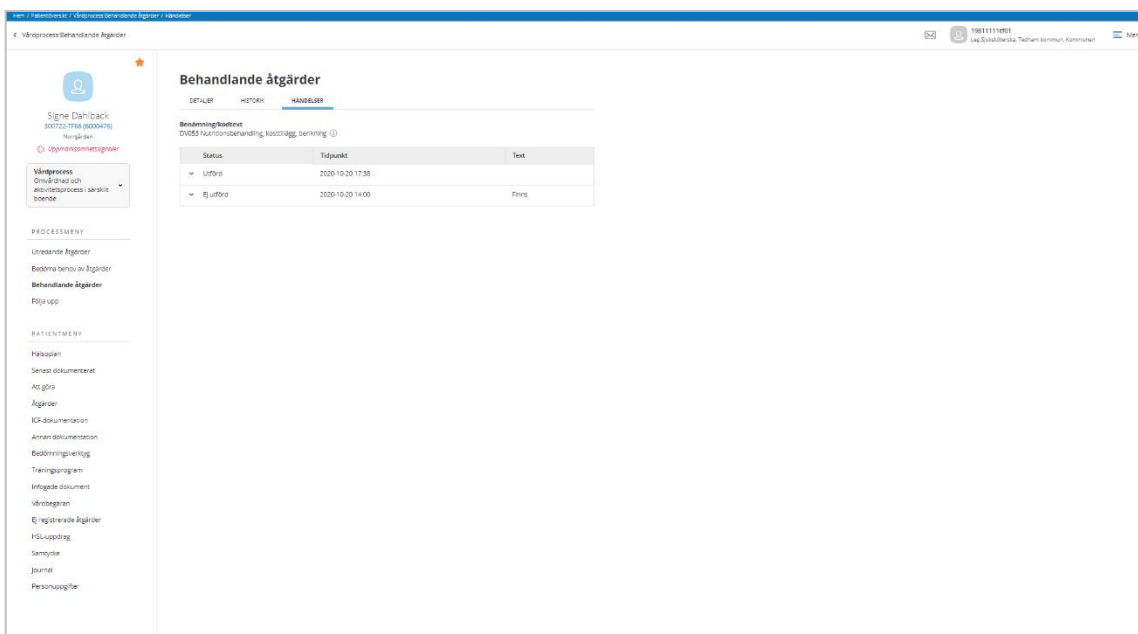 Hem / Patientöversikt / Vårdprocess:Behandlande åtgärder / Händelser
Vårdprocess:Behandlande åtgärder
Leg Sjuksköterska, Tedham kommun, Kommunen
Men
Signe Dahlbäck
300722-TF86 (6000478)
Norrgården
Uppmärksamhetssignaler
Vårdprocess
Omvårdnad och
aktivitetsprocess i särskilt
boende
PROCESSMENY
Utredande åtgärder
Bedöma behov av åtgärder
Behandlande åtgärder
Följa upp
PATIENTMENY
Hälsoplan
Senast dokumenterat
Att göra
Åtgärder
ICF-dokumentation
Annan dokumentation
Bedömningsverktyg
Träningsprogram
Infogade dokument
Vårdbegäran
Ej registrerade åtgärder
HSL-uppdrag
Samtycke
Journal
Personuppgifter
Behandlande åtgärder
DETALJER HISTORIK HÄNDELSER
Benämning/kodtext
DV053 Nutritionsbehandling, kosttillägg, berikning
Status Tidpunkt Text
Utförd 2020-10-20 17:38
Ej utförd 2020-10-20 14:00 Finns